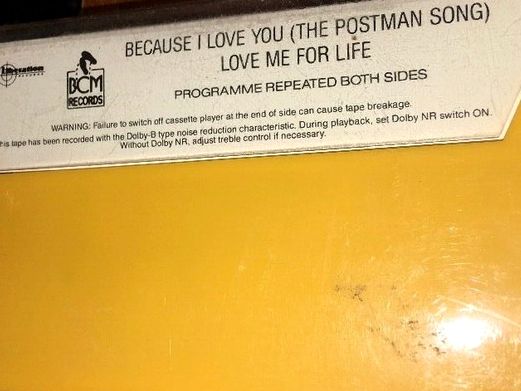 BECAUSE I LOVE YOU (THE POSTMAN SONG)
LOVE ME FOR LIFE
PROGRAMME REPEATED BOTH SIDES
Liberation
RECORDS
BCM
RECORDS
WARNING: Failure to switch off cassette player at the end of side can cause tape breakage.
his tape has been recorded with the Dolby-B type noise reduction characteristic. During playback, set Dolby NR switch ON.
Without Dolby NR, adjust treble control if necessary.